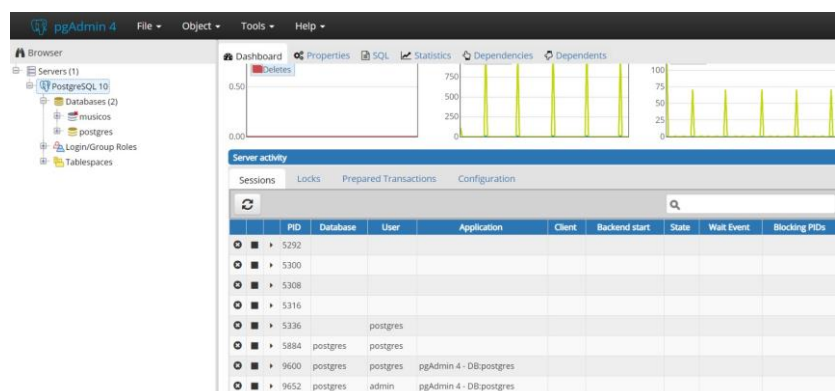 pgAdmin 4 File Object Tools Help
Browser
Dashboard Properties SQL Statistics Dependencies Dependents
Servers (1)
PostgreSQL 10
Databases (2)
musicos
postgres
Login/Group Roles
Tablespaces
Deletes
0.50
0.00
750
500
250
0
100
75
50
25
0
Server activity
Sessions Locks Prepared Transactions Configuration
PID Database User Application Client Backend start State Wait Event Blocking PIDs
5292
5300
5308
5316
5336 postgres
5884 postgres postgres
9600 postgres postgres pgAdmin 4 - DB:postgres
9652 postgres admin pgAdmin 4 - DB:postgres